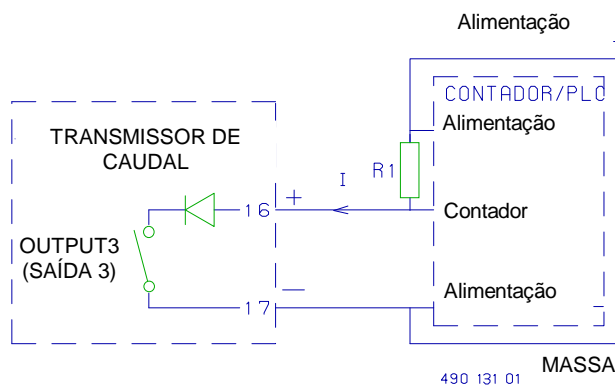 Alimentação
CONTADOR/PLC
Alimentação
TRANSMISSOR DE
CAUDAL
R1
I
+
16
Contador
OUTPUT3
(SAÍDA 3)
Alimentação
17
MASSA
490 131 01